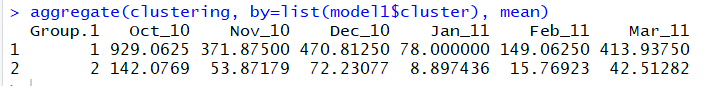 > aggregate(clustering, by=list(model1$cluster), mean)
Group.1 Oct_10 Nov_10 Dec_10 Jan_11 Feb_11 Mar_11
1 1 929.0625 371.87500 470.81250 78.000000 149.06250 413.93750
2 2 142.0769 53.87179 72.23077 8.897436 15.76923 42.51282